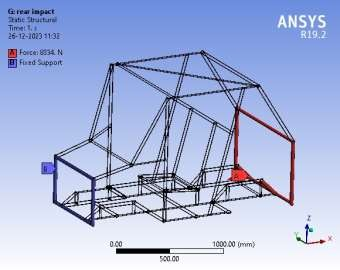 G: rear impact
Static Structural
Time: 1. s
26-12-2023 11:32
A Force: 8934. N
B Fixed Support
ANSYS
R19.2
B
A
0.00
1000.00 (mm)
500.00
Z
Y
X